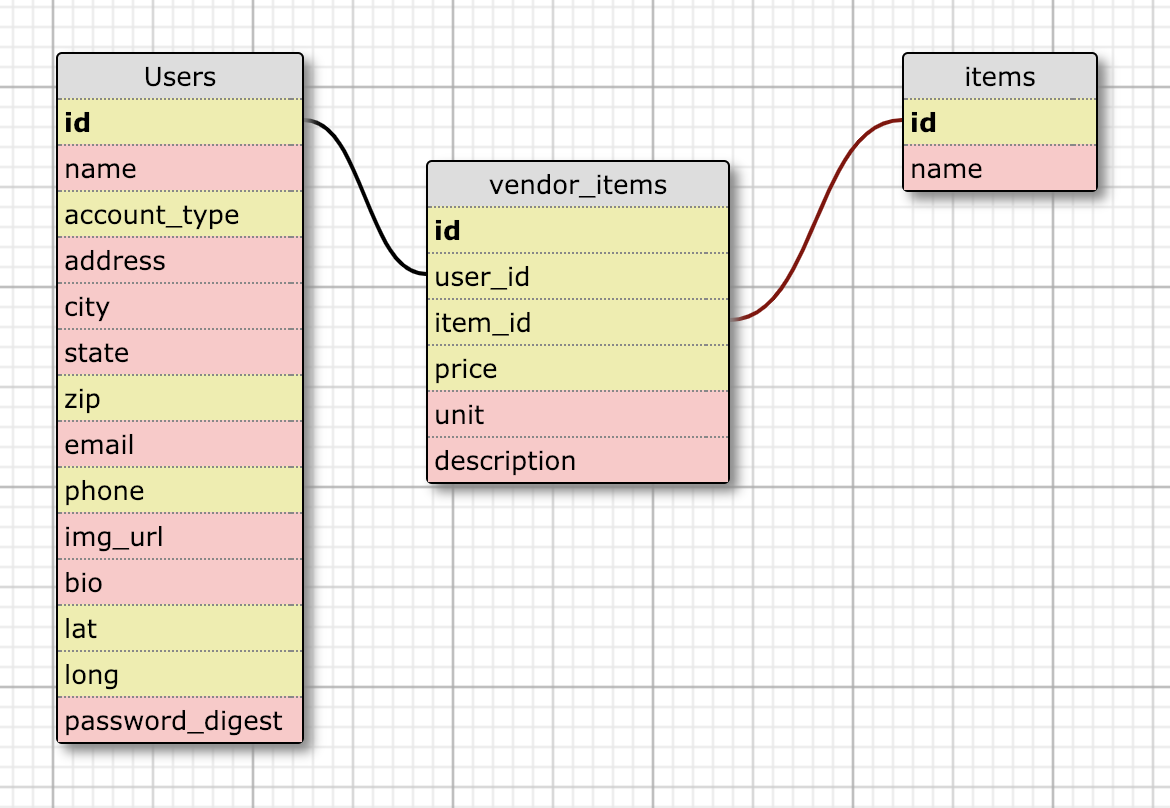 Users
id
name
account_type
address
city
state
zip
email
phone
img_url
bio
lat
long
password_digest
vendor_items
id
user_id
item_id
price
unit
description
items
id
name